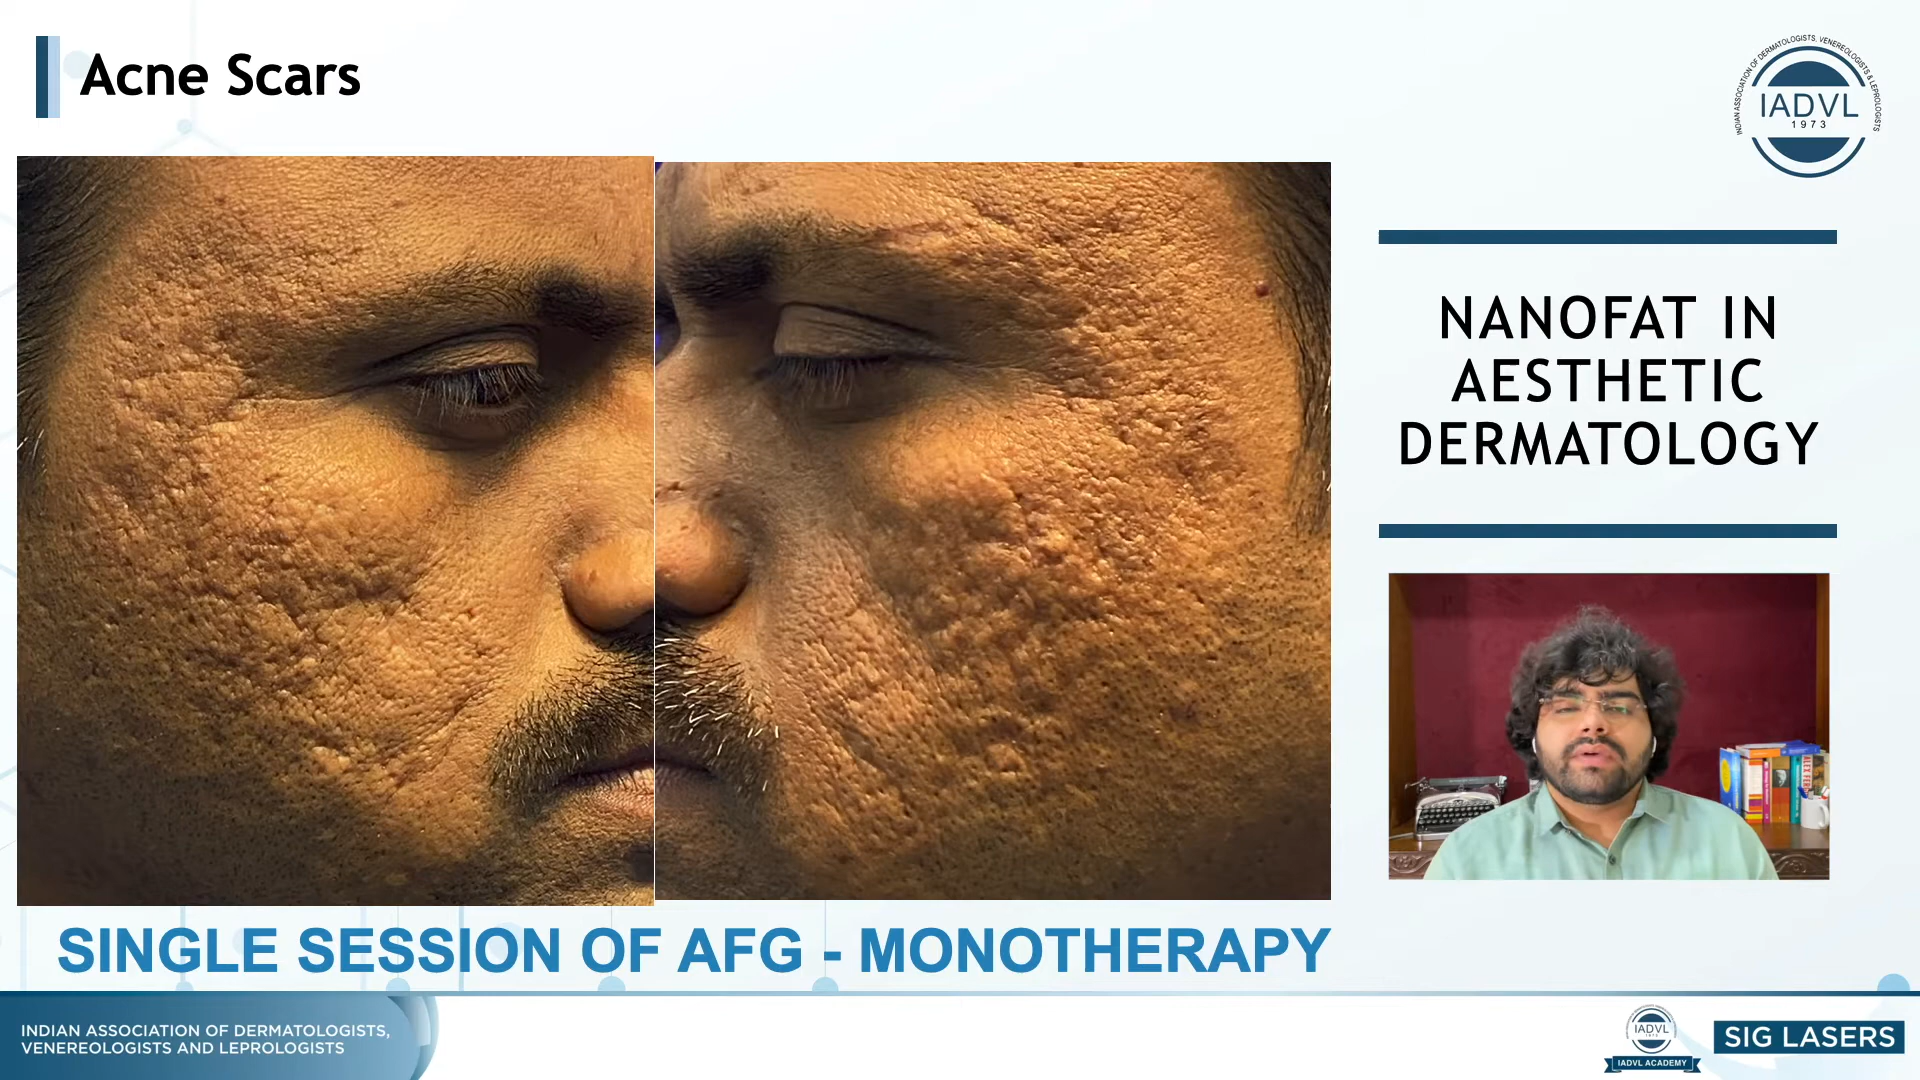 Acne Scars
INDIAN ASSOCIATION OF DERMATOLOGISTS, VENEREOLOGISTS & LEPROLOGISTS
IADVL
1973
NANOFAT IN
AESTHETIC
DERMATOLOGY
SINGLE SESSION OF AFG - MONOTHERAPY
INDIAN ASSOCIATION OF DERMATOLOGISTS,
VENEREOLOGISTS AND LEPROLOGISTS
IADVL
IADVL ACADEMY
SIG LASERS